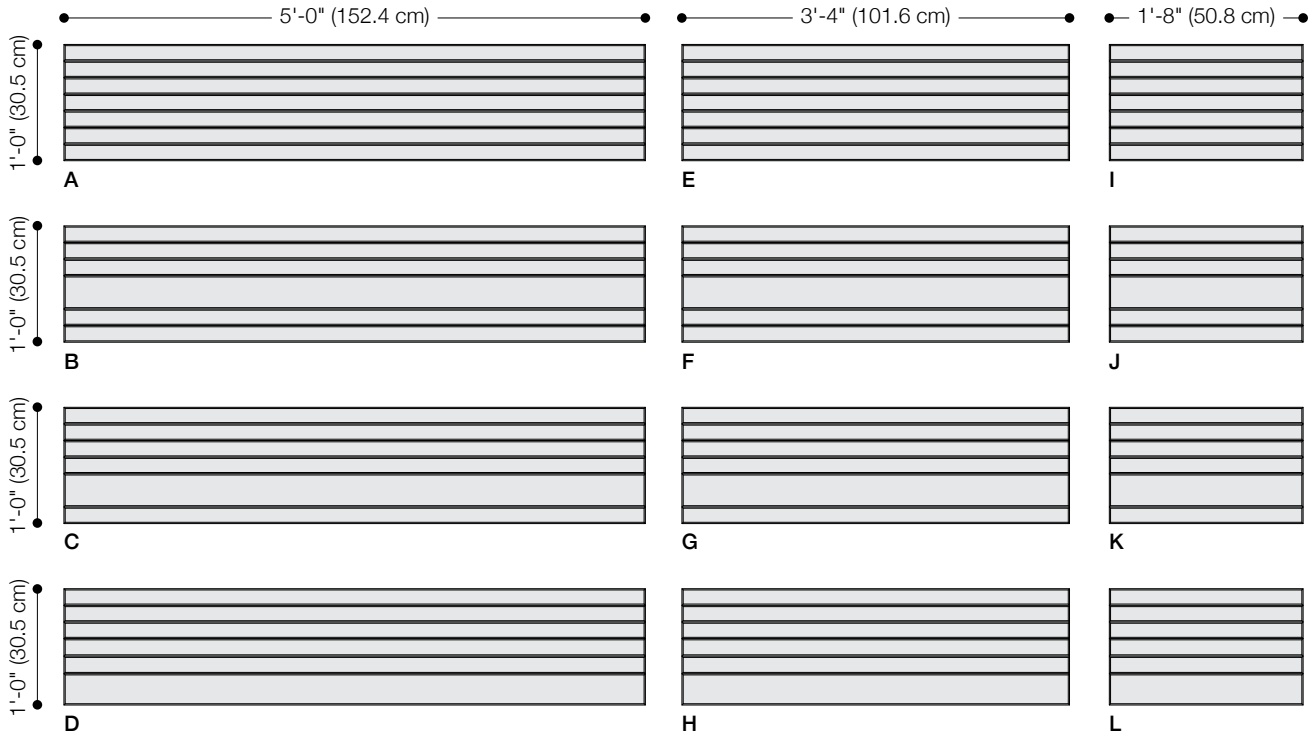 5'-0" (152.4 cm)
3'-4" (101.6 cm)
1'-8" (50.8 cm)
1'-0" (30.5 cm)
A
E
I
1'-0" (30.5 cm)
B
F
J
1'-0" (30.5 cm)
C
G
K
1'-0" (30.5 cm)
D
H
L